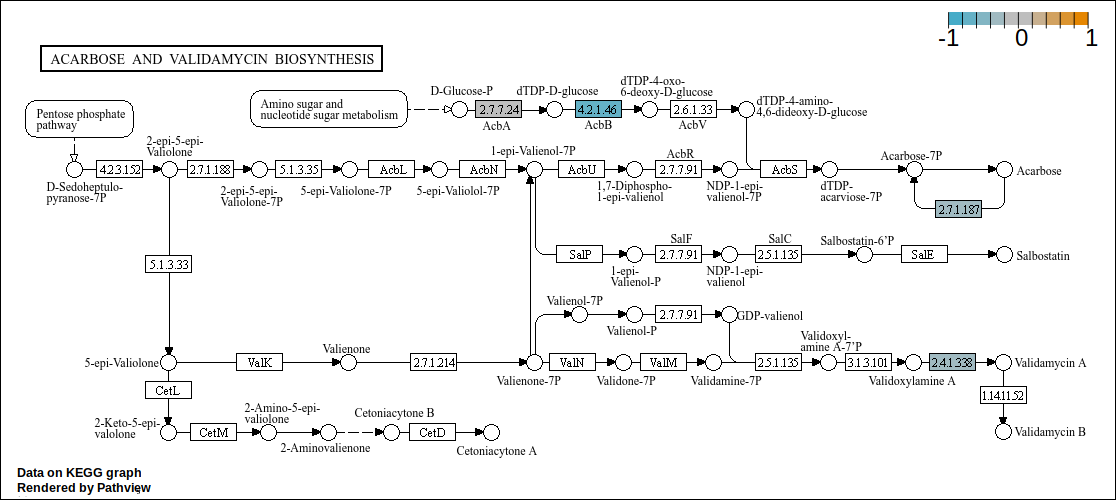 -1 0 1
ACARBOSE AND VALIDAMYCIN BIOSYNTHESIS
Pentose phosphate
pathway
Amino sugar and
nucleotide sugar metabolism
D-Glucose-P
2.7.7.24
AcbA
dTDP-D-glucose
4.2.1.46
AcbB
dTDP-4-oxo-
6-deoxy-D-glucose
2.6.1.33
AcbV
dTDP-4-amino-
4,6-dideoxy-D-glucose
D-Sedoheptulo-
pyranose-7P
4.2.3.152
2-epi-5-epi-
Valiolone
2.7.1.188
2-epi-5-epi-
Valiolone-7P
5.1.3.35
5-epi-Valiolone-7P
AcbL
5-epi-Valiolol-7P
AcbN
1-epi-Valienol-7P
AcbU
1,7-Diphospho-
1-epi-valienol
AcbR
2.7.7.91
NDP-1-epi-
valienol-7P
AcbS
dTDP-
acarviose-7P
Acarbose-7P
Acarbose
2.7.1.187
5.1.3.33
SalP
1-epi-
Valienol-P
SalF
2.7.7.91
NDP-1-epi-
valienol
SalC
2.5.1.135
Salbostatin-6'P
SalE
Salbostatin
Valienol-7P
Valienol-P
2.7.7.91
GDP-valienol
5-epi-Valiolone
ValK
Valienone
2.7.1.214
Valienone-7P
ValN
Validone-7P
ValM
Validamine-7P
2.5.1.135
Validoxyl-
amine A-7'P
3.1.3.101
Validoxylamine A
2.4.1.338
Validamycin A
1.14.11.52
Validamycin B
CetL
2-Keto-5-epi-
valolone
CetM
2-Amino-5-epi-
valiolone
2-Aminovalienone
Cetoniacytone B
CetD
Cetoniacytone A
Data on KEGG graph
Rendered by Pathview